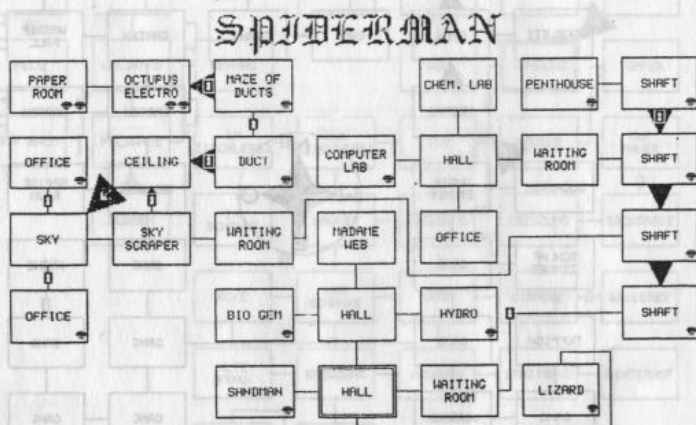 SPIDERMAN
PAPER
ROOM
OCTUPUS
ELECTRO
MAZE OF
DUCTS
CHEM. LAB
PENTHOUSE
SHAFT
OFFICE
CEILING
DUCT
COMPUTER
LAB
HALL
WAITING
ROOM
SHAFT
SKY
SKY
SCRAPER
WAITING
ROOM
MADAME
WEB
OFFICE
SHAFT
OFFICE
BIO GEM
HALL
HYDRO
SHAFT
SANDMAN
HALL
WAITING
ROOM
LIZARD